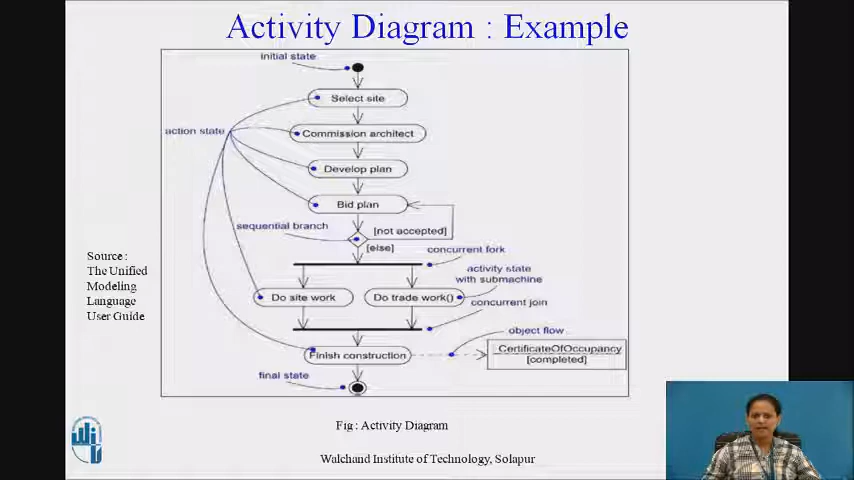 Activity Diagram : Example
initial state
Select site
action state
Commission architect
Develop plan
Bid plan
sequential branch
[not accepted]
[else]
concurrent fork
activity state
with submachine
Do site work
Do trade work()
concurrent join
object flow
Finish construction
CertificateOfOccupancy
[completed]
final state
Source :
The Unified
Modeling
Language
User Guide
Fig : Activity Diagram
Walchand Institute of Technology, Solapur